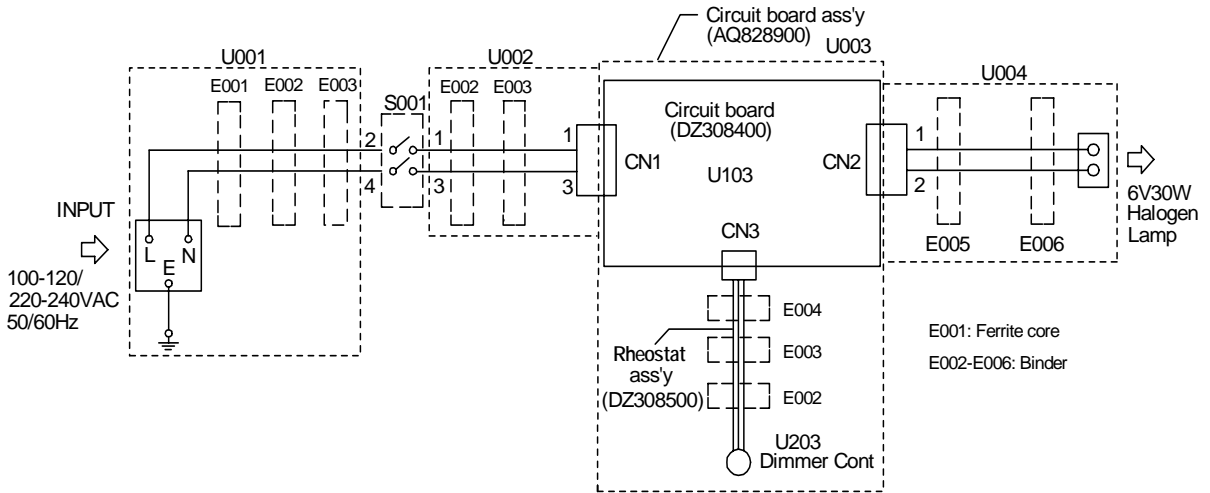 Circuit board ass'y
(AQ828900)
U003
U001
U002
U004
E001 E002 E003
S001
E002 E003
Circuit board
(DZ308400)
2
1
1
1
CN1
U103
CN2
4
3
3
2
6V30W
Halogen
Lamp
INPUT
L
N
E
CN3
E005
E006
100-120/
220-240VAC
50/60Hz
E004
E001: Ferrite core
Rheostat
ass'y
(DZ308500)
E003
E002-E006: Binder
E002
U203
Dimmer Cont